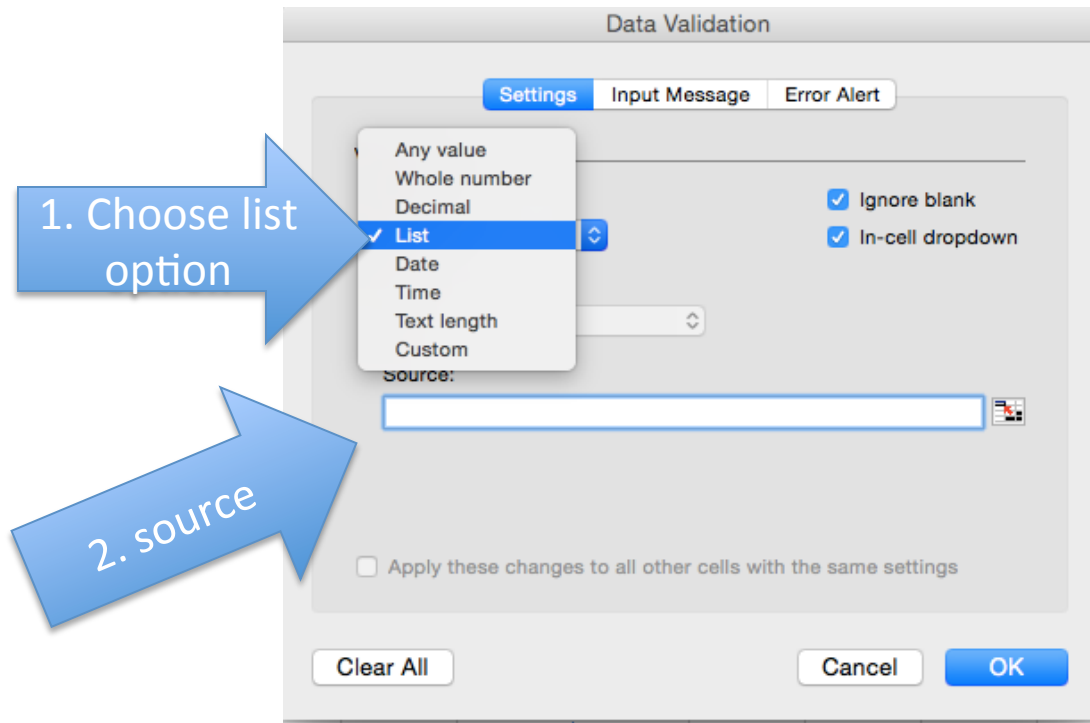 Data Validation
Settings Input Message Error Alert
Any value
Whole number
Decimal
List
Date
Time
Text length
Custom
Ignore blank
In-cell dropdown
1. Choose list
option
Source:
2. source
Apply these changes to all other cells with the same settings
Clear All Cancel OK